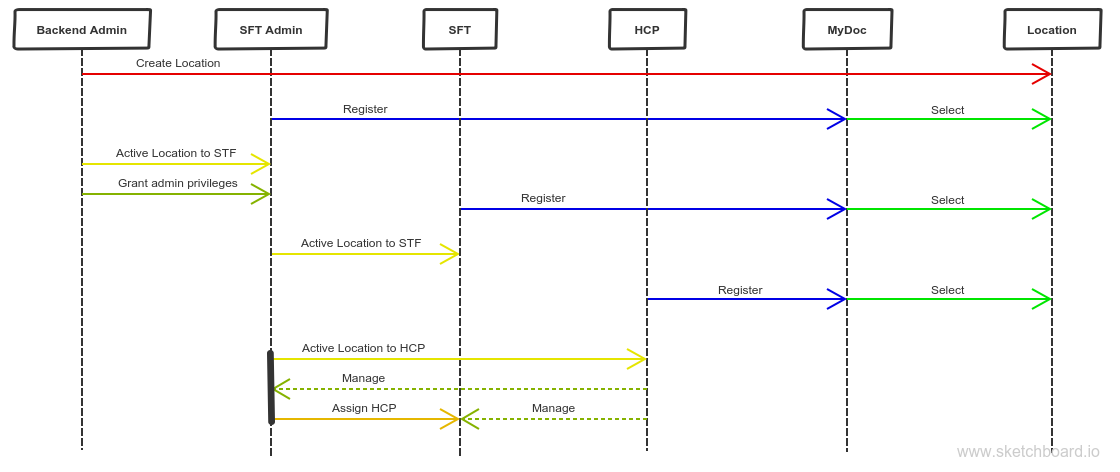 Backend Admin
SFT Admin
SFT
HCP
MyDoc
Location
Create Location
Register
Select
Active Location to STF
Grant admin privileges
Register
Select
Active Location to STF
Register
Select
Active Location to HCP
Manage
Assign HCP
Manage
www.sketchboard.io